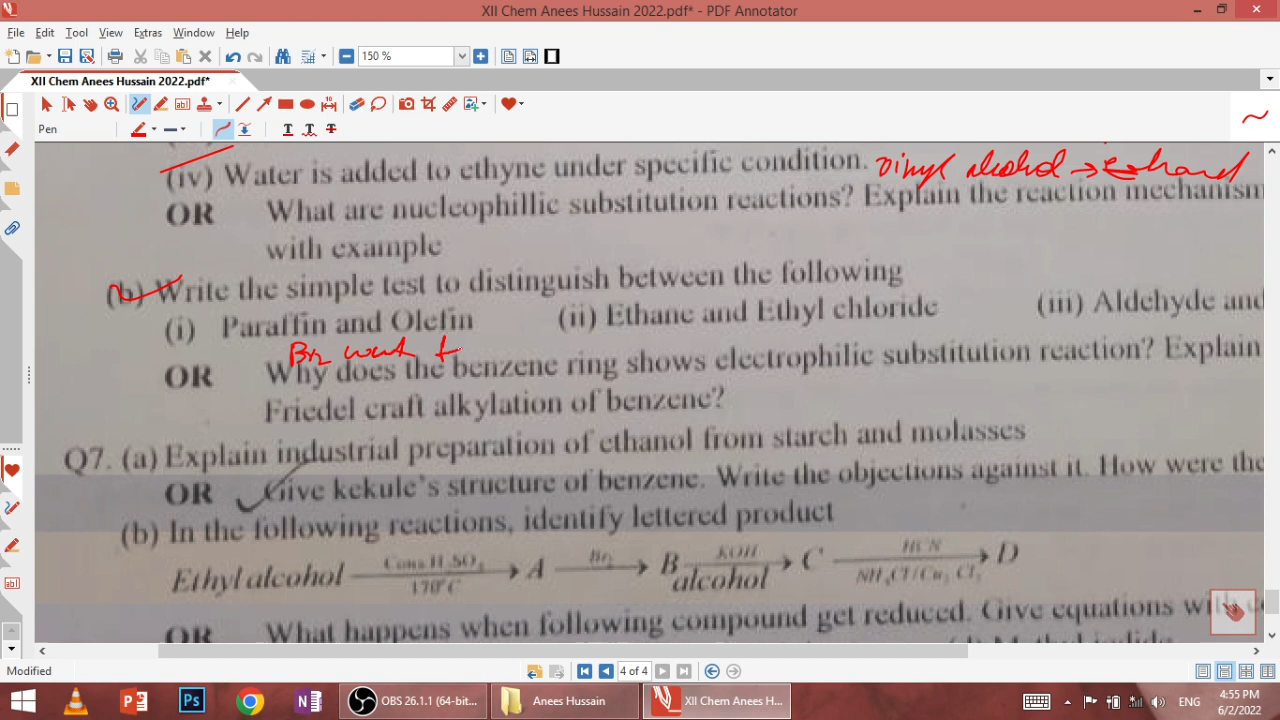 XII Chem Anees Hussain 2022.pdf* - PDF Annotator
File Edit Tool View Extras Window Help
150 %
XII Chem Anees Hussain 2022.pdf*
Pen
(iv) Water is added to ethyne under specific condition. vinyl alcohol →
OR What are nucleophillic substitution reactions? Explain the reaction mechanism
with example
(b) Write the simple test to distinguish between the following
(i) Paraffin and Olefin (ii) Ethane and Ethyl chloride (iii) Aldehyde and
Br2
OR Why does the benzene ring shows electrophilic substitution reaction? Explain
Friedel craft alkylation of benzene?
Q7. (a) Explain industrial preparation of ethanol from starch and molasses
OR Give kekule's structure of benzene. Write the objections against it. How were the
(b) In the following reactions, identify lettered product
Ethyl alcohol Conc H2SO4 170°C → A Br2 → B KOH alcohol → C HCN → D
OR What happens when following compound get reduced. Give equations with
Modified 4 of 4
OBS 26.1.1 (64-bit... Anees Hussain XII Chem Anees H... ENG 4:55 PM
6/2/2022